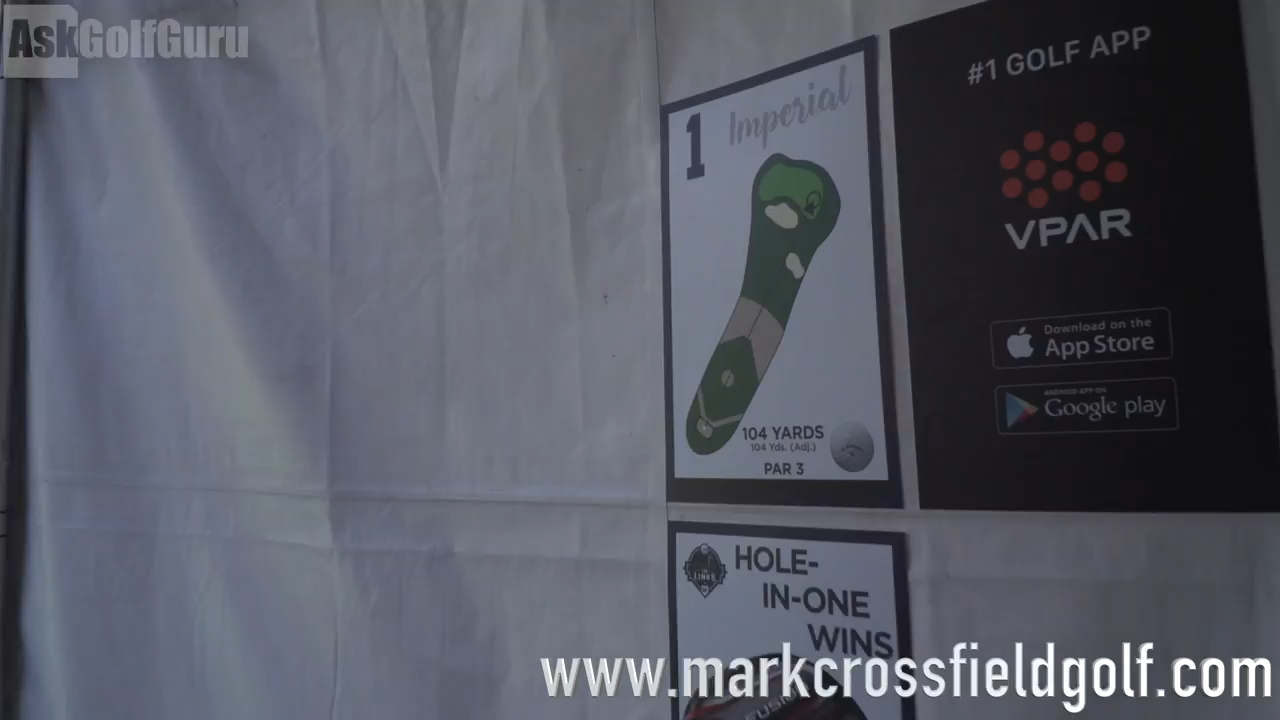 AskGolfGuru
1 Imperial
104 YARDS
104 Yds. (Adj.)
PAR 3
#1 GOLF APP
VPAR
Download on the
App Store
ANDROID APP ON
Google play
LINKS
HOLE-
IN-ONE
WINS
FUSION
www.markcrossfieldgolf.com